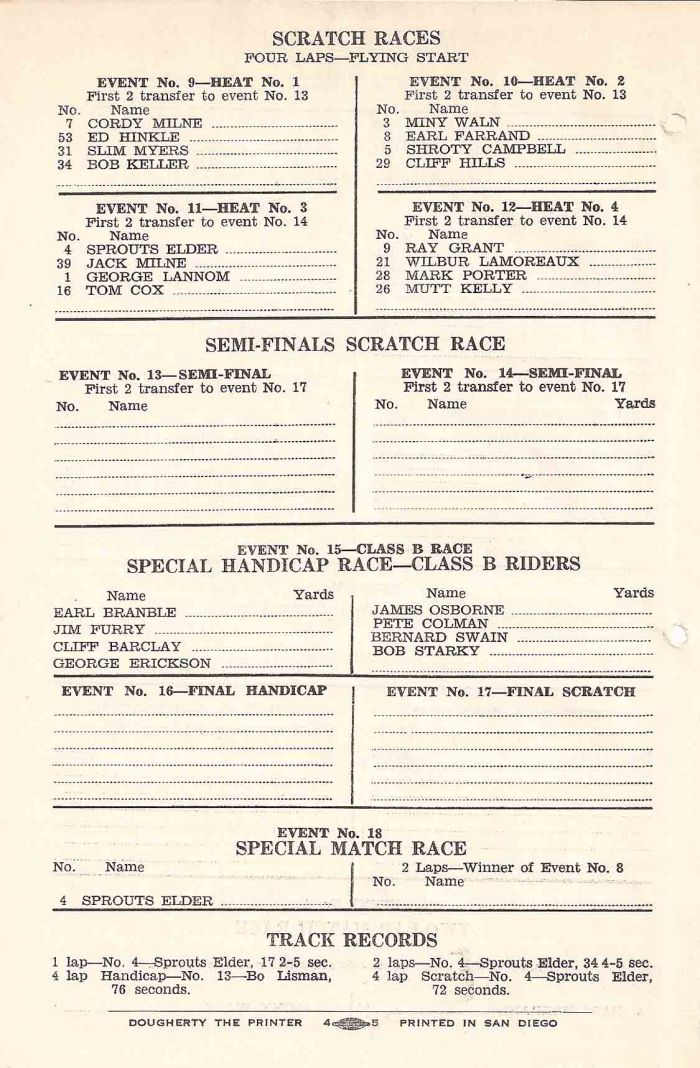 SCRATCH RACES
FOUR LAPS—FLYING START
EVENT No. 9—HEAT No. 1
First 2 transfer to event No. 13
No. Name
7 CORDY MILNE
53 ED HINKLE
31 SLIM MYERS
34 BOB KELLER
EVENT No. 10—HEAT No. 2
First 2 transfer to event No. 13
No. Name
3 MINY WALN
8 EARL FARRAND
5 SHROTY CAMPBELL
29 CLIFF HILLS
EVENT No. 11—HEAT No. 3
First 2 transfer to event No. 14
No. Name
4 SPROUTS ELDER
39 JACK MILNE
1 GEORGE LANNOM
16 TOM COX
EVENT No. 12—HEAT No. 4
First 2 transfer to event No. 14
No. Name
9 RAY GRANT
21 WILBUR LAMOREAUX
28 MARK PORTER
26 MUTT KELLY
SEMI-FINALS SCRATCH RACE
EVENT No. 13—SEMI-FINAL
First 2 transfer to event No. 17
No. Name
EVENT No. 14—SEMI-FINAL
First 2 transfer to event No. 17
No. Name Yards
EVENT No. 15—CLASS B RACE
SPECIAL HANDICAP RACE—CLASS B RIDERS
Name Yards
EARL BRANBLE
JIM FURRY
CLIFF BARCLAY
GEORGE ERICKSON
Name Yards
JAMES OSBORNE
PETE COLMAN
BERNARD SWAIN
BOB STARKY
EVENT No. 16—FINAL HANDICAP
EVENT No. 17—FINAL SCRATCH
EVENT No. 18
SPECIAL MATCH RACE
No. Name
4 SPROUTS ELDER
2 Laps—Winner of Event No. 8
No. Name
TRACK RECORDS
1 lap—No. 4—Sprouts Elder, 17 2-5 sec.
4 lap Handicap—No. 13—Bo Lisman,
76 seconds.
2 laps—No. 4—Sprouts Elder, 34 4-5 sec.
4 lap Scratch—No. 4—Sprouts Elder,
72 seconds.
DOUGHERTY THE PRINTER 4 5 PRINTED IN SAN DIEGO